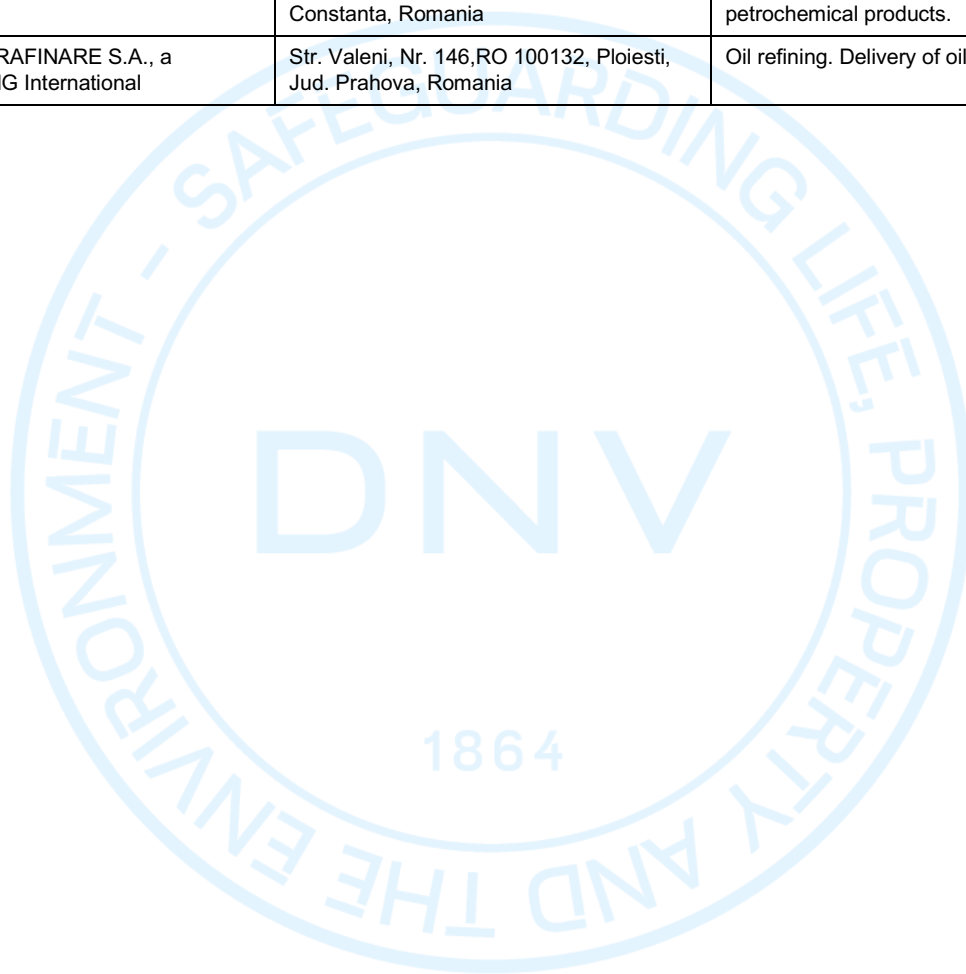 Constanta, Romania
petrochemical products.
RAFINARE S.A., a
G International
Str. Valeni, Nr. 146,RO 100132, Ploiesti,
Jud. Prahova, Romania
Oil refining. Delivery of oil
SAFEGUARDING LIFE, PROPERTY AND THE ENVIRONMENT -
DNV
1864